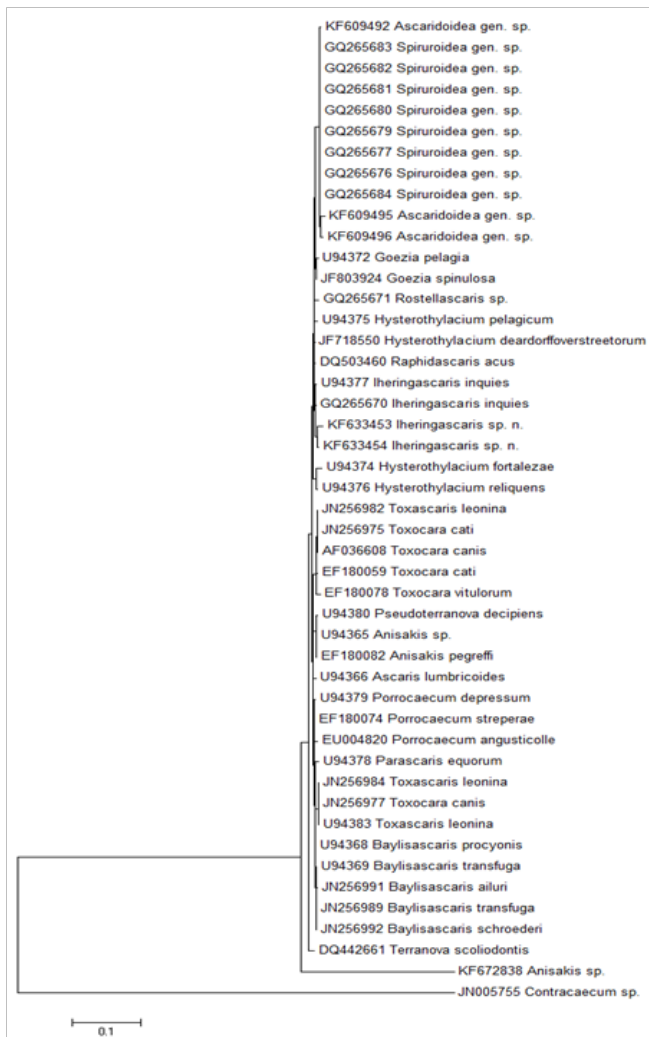 KF609492 Ascaridoidea gen. sp.
GQ265683 Spiruroidea gen. sp.
GQ265682 Spiruroidea gen. sp.
GQ265681 Spiruroidea gen. sp.
GQ265680 Spiruroidea gen. sp.
GQ265679 Spiruroidea gen. sp.
GQ265677 Spiruroidea gen. sp.
GQ265676 Spiruroidea gen. sp.
GQ265684 Spiruroidea gen. sp.
KF609495 Ascaridoidea gen. sp.
KF609496 Ascaridoidea gen. sp.
U94372 Goezia pelagia
JF803924 Goezia spinulosa
GQ265671 Rostellascaris sp.
U94375 Hysterothylacium pelagicum
JF718550 Hysterothylacium deardorffoverstreetorum
DQ503460 Raphidascaris acus
U94377 Iheringascaris inquies
GQ265670 Iheringascaris inquies
KF633453 Iheringascaris sp. n.
KF633454 Iheringascaris sp. n.
U94374 Hysterothylacium fortalezae
U94376 Hysterothylacium reliquens
JN256982 Toxascaris leonina
JN256975 Toxocara cati
AF036608 Toxocara canis
EF180059 Toxocara cati
EF180078 Toxocara vitulorum
U94380 Pseudoterranova decipiens
U94365 Anisakis sp.
EF180082 Anisakis pegreffi
U94366 Ascaris lumbricoides
U94379 Porrocaecum depressum
EF180074 Porrocaecum streperae
EU004820 Porrocaecum angusticolle
U94378 Parascaris equorum
JN256984 Toxascaris leonina
JN256977 Toxocara canis
U94383 Toxascaris leonina
U94368 Baylisascaris procyonis
U94369 Baylisascaris transfuga
JN256991 Baylisascaris ailuri
JN256989 Baylisascaris transfuga
JN256992 Baylisascaris schroederi
DQ442661 Terranova scoliodontis
KF672838 Anisakis sp.
JN005755 Contracaecum sp.
0.1